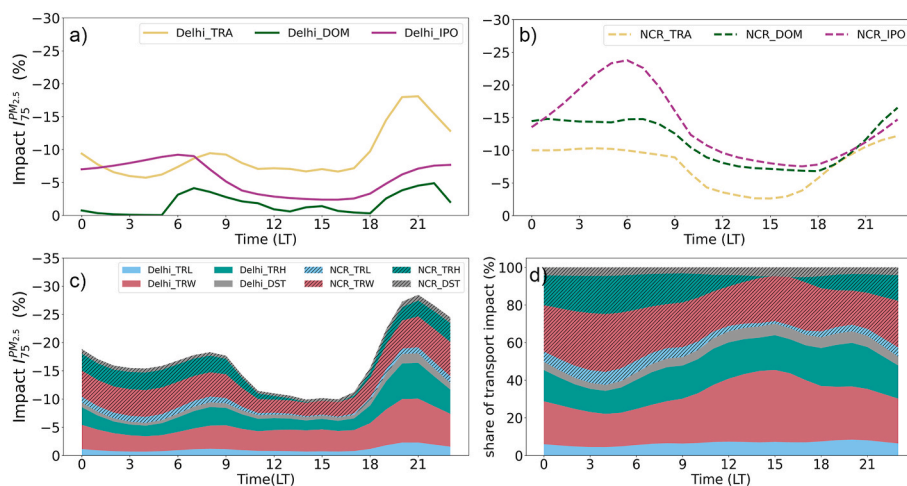 a)
Delhi_TRA Delhi_DOM Delhi_IPO
Impact I_75^PM2.5 (%)
−30
−25
−20
−15
−10
−5
0
0 3 6 9 12 15 18 21
Time (LT)
b)
NCR_TRA NCR_DOM NCR_IPO
−30
−25
−20
−15
−10
−5
0
0 3 6 9 12 15 18 21
Time (LT)
c)
Delhi_TRL Delhi_TRH NCR_TRL NCR_TRH
Delhi_TRW Delhi_DST NCR_TRW NCR_DST
Impact I_75^PM2.5 (%)
−35
−30
−25
−20
−15
−10
−5
0
0 3 6 9 12 15 18 21
Time(LT)
d)
share of transport impact (%)
100
80
60
40
20
0
0 3 6 9 12 15 18 21
Time (LT)